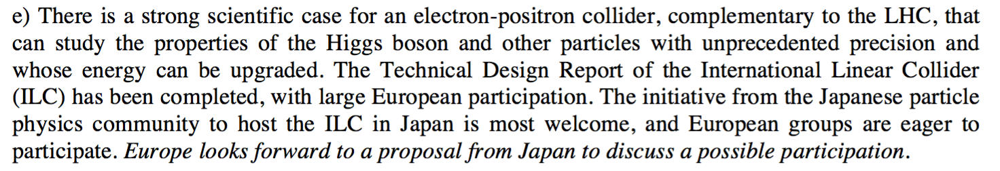 e) There is a strong scientific case for an electron-positron collider, complementary to the LHC, that
can study the properties of the Higgs boson and other particles with unprecedented precision and
whose energy can be upgraded. The Technical Design Report of the International Linear Collider
(ILC) has been completed, with large European participation. The initiative from the Japanese particle
physics community to host the ILC in Japan is most welcome, and European groups are eager to
participate. Europe looks forward to a proposal from Japan to discuss a possible participation.